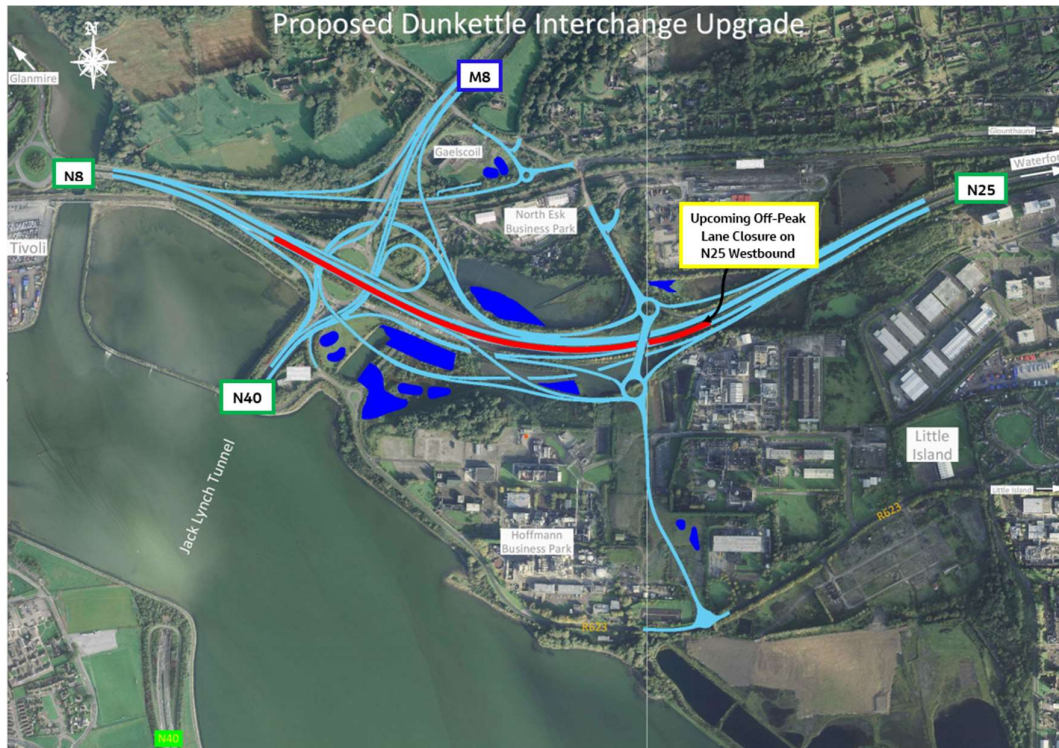 Proposed Dunkettle Interchange Upgrade
N
Glanmire
M8
Gaelscoil
Glounthaune
N8
Waterfor
N25
Tivoli
North Esk
Business Park
Upcoming Off-Peak
Lane Closure on
N25 Westbound
N40
Jack Lynch Tunnel
Little
Island
Little Island
R623
Hoffmann
Business Park
R623
N40